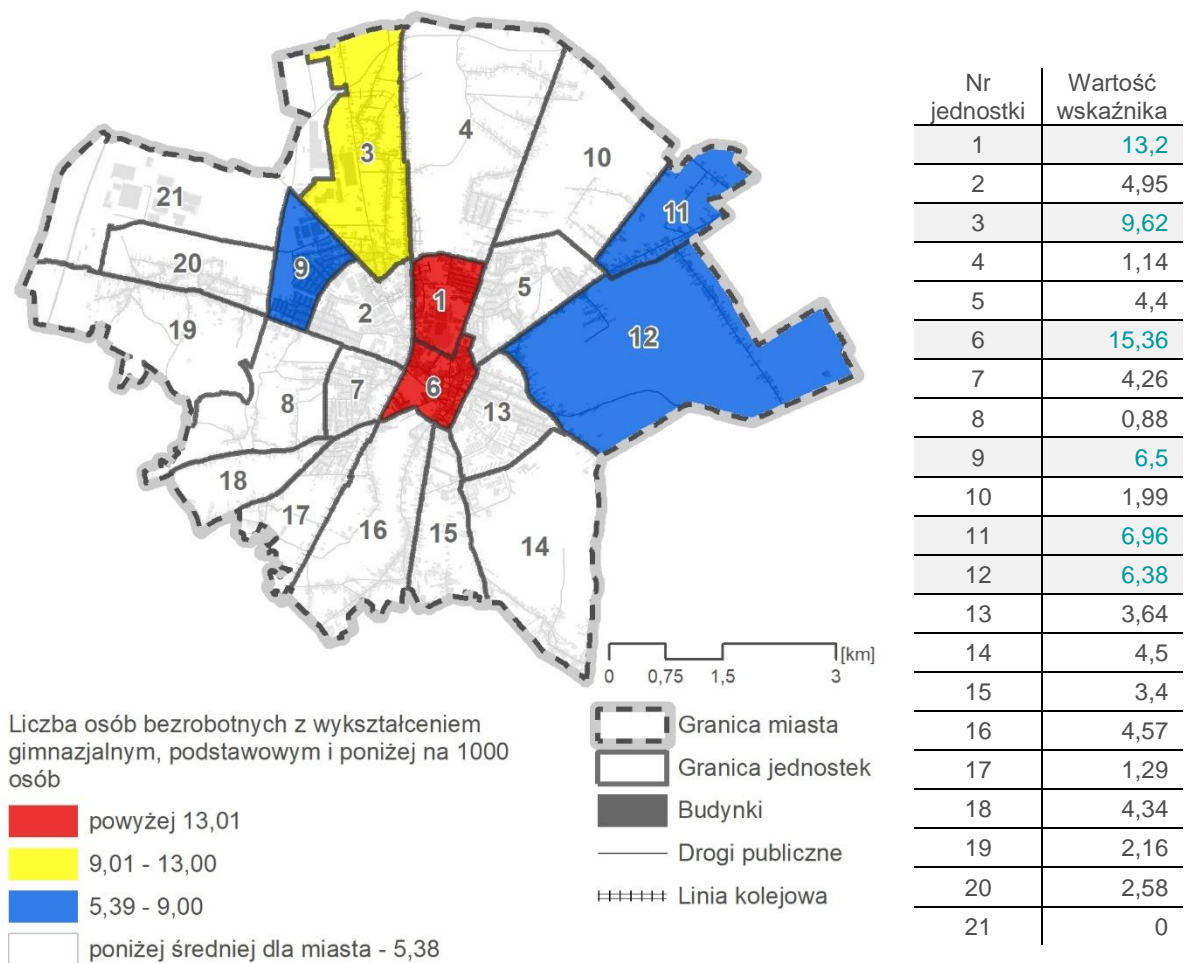 4
3
10
21
11
20
9
5
1
2
12
19
7
6
8
13
18
17
16
15
14
[km]
0 0,75 1,5 3
Liczba osób bezrobotnych z wykształceniem
gimnazjalnym, podstawowym i poniżej na 1000
osób
powyżej 13,01
9,01 - 13,00
5,39 - 9,00
poniżej średniej dla miasta - 5,38
Granica miasta
Granica jednostek
Budynki
Drogi publiczne
Linia kolejowa
Nr jednostki Wartość wskaźnika
1 13,2
2 4,95
3 9,62
4 1,14
5 4,4
6 15,36
7 4,26
8 0,88
9 6,5
10 1,99
11 6,96
12 6,38
13 3,64
14 4,5
15 3,4
16 4,57
17 1,29
18 4,34
19 2,16
20 2,58
21 0